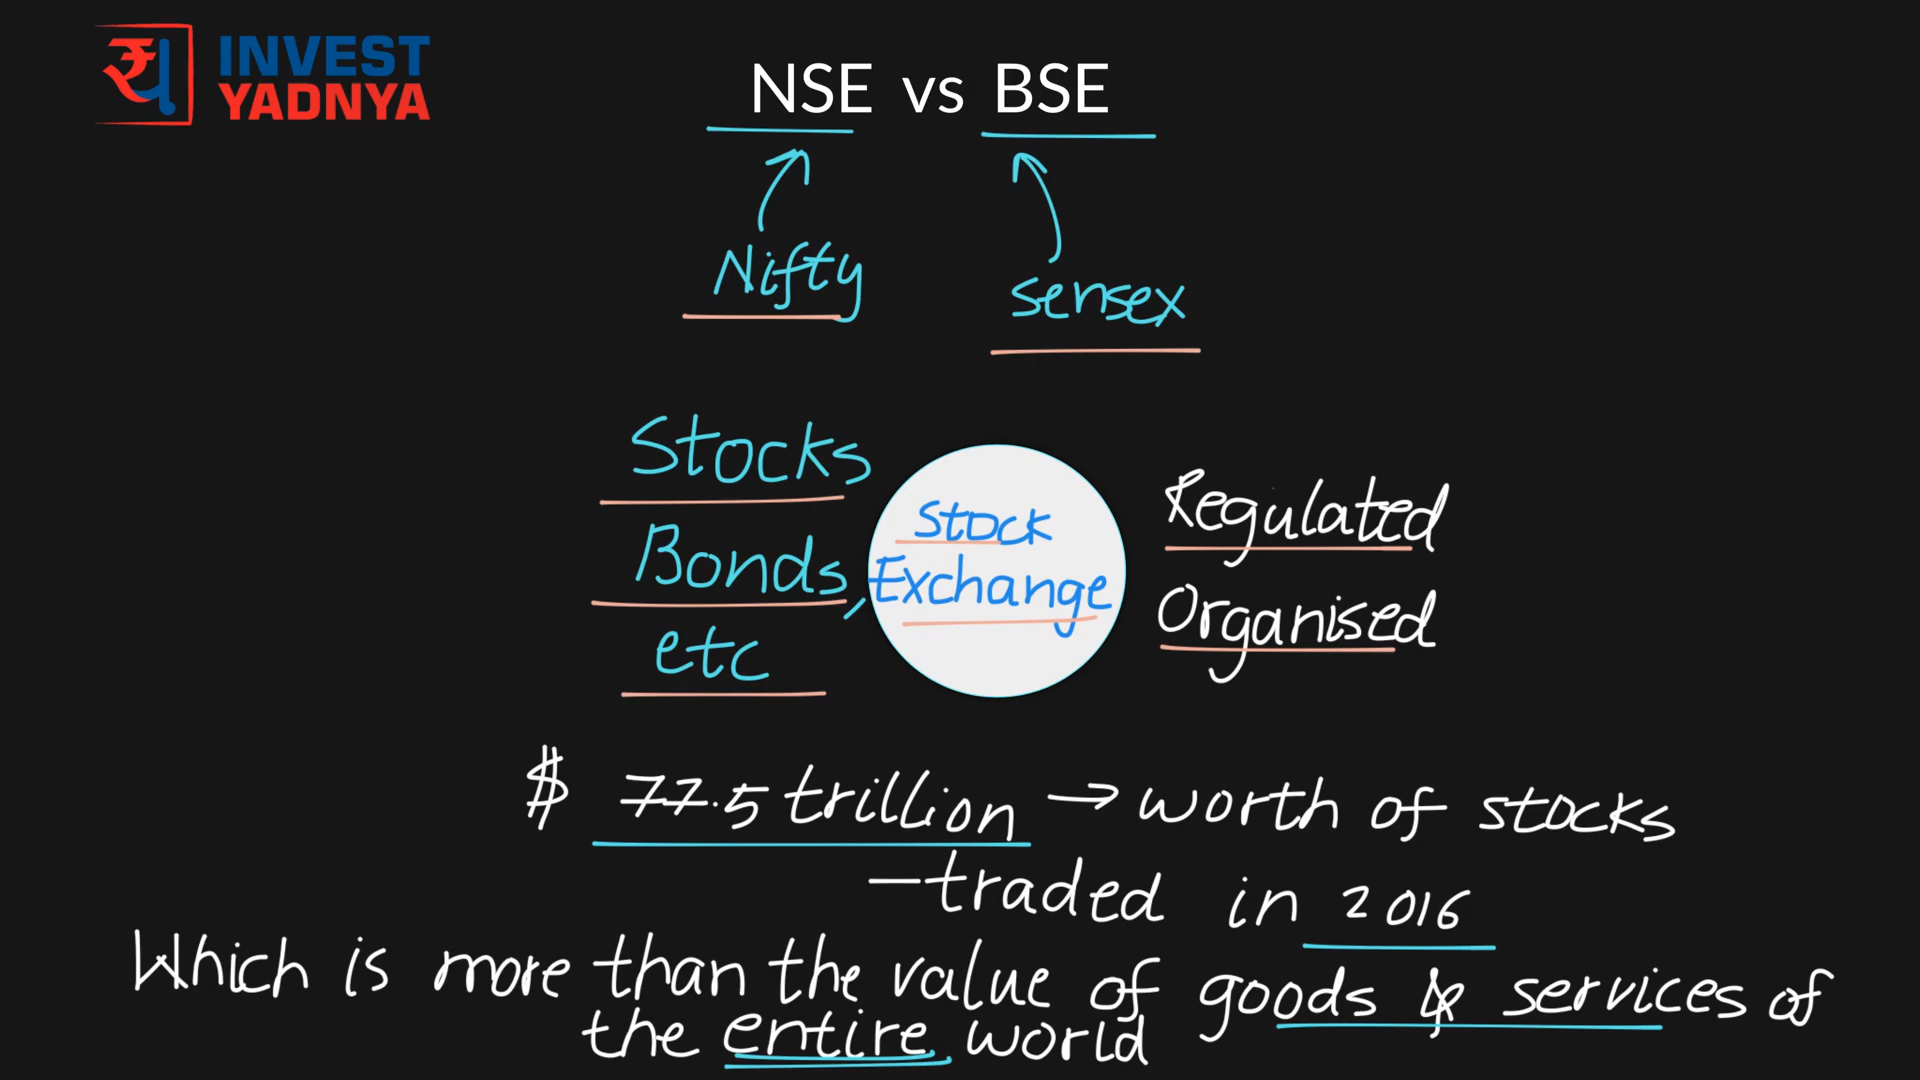 य
INVEST
YADNYA
NSE vs BSE
Nifty
sensex
Stocks
Bonds,
etc
Stock
Exchange
Regulated
Organised
$ 77.5 trillion → worth of stocks
traded in 2016
Which is more than the value of goods & services of
the entire world